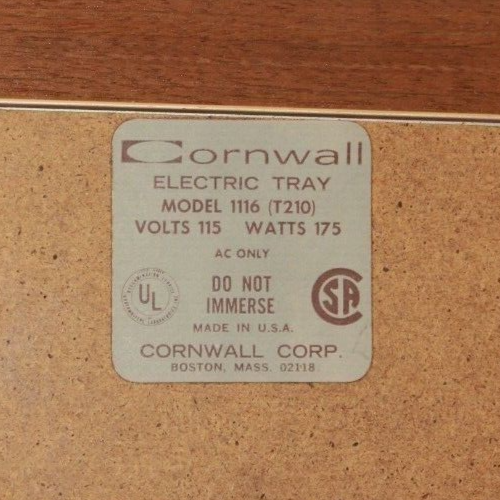 Cornwall
ELECTRIC TRAY
MODEL 1116 (T210)
VOLTS 115 WATTS 175
AC ONLY
UL
DO NOT
IMMERSE
SA
MADE IN U.S.A.
CORNWALL CORP.
BOSTON, MASS. 02118